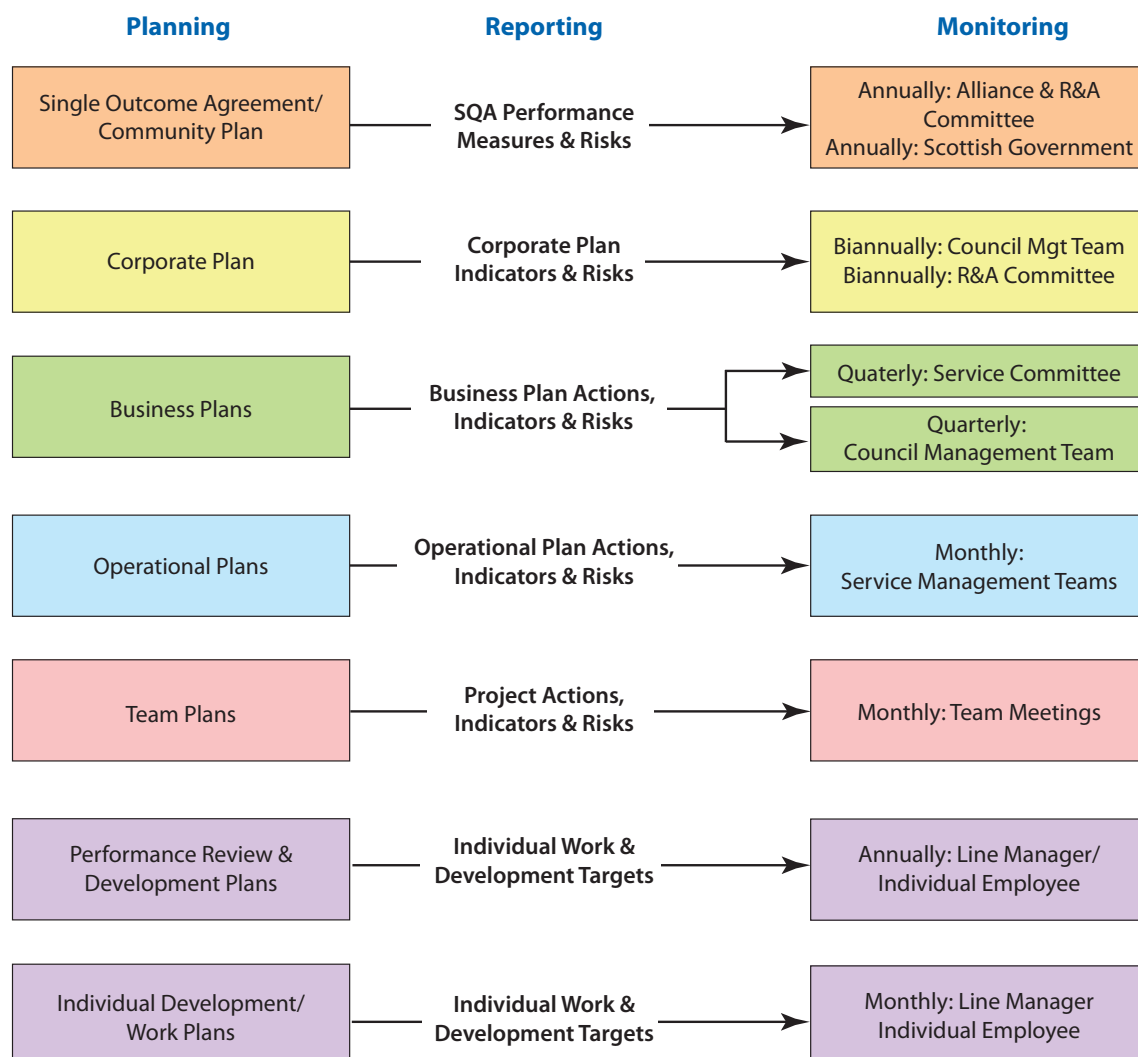 Planning
Reporting
Monitoring
Single Outcome Agreement/
Community Plan
SQA Performance
Measures & Risks
Annually: Alliance & R&A
Committee
Annually: Scottish Government
Corporate Plan
Corporate Plan
Indicators & Risks
Biannually: Council Mgt Team
Biannually: R&A Committee
Business Plans
Business Plan Actions,
Indicators & Risks
Quaterly: Service Committee
Quarterly:
Council Management Team
Operational Plans
Operational Plan Actions,
Indicators & Risks
Monthly:
Service Management Teams
Team Plans
Project Actions,
Indicators & Risks
Monthly: Team Meetings
Performance Review &
Development Plans
Individual Work &
Development Targets
Annually: Line Manager/
Individual Employee
Individual Development/
Work Plans
Individual Work &
Development Targets
Monthly: Line Manager
Individual Employee